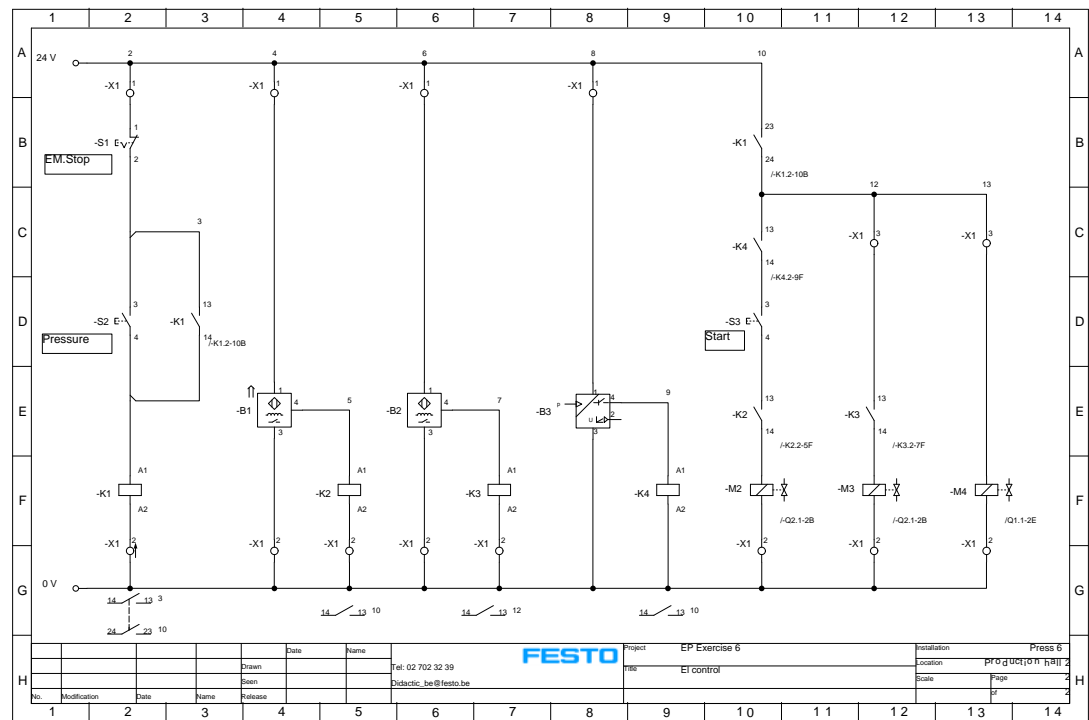 1 2 3 4 5 6 7 8 9 10 11 12 13 14
A 24 V 2 4 6 8 10 A
-X1 1 -X1 1 -X1 1 -X1 1
1 23
B -S1 -K1 B
EM.Stop 2 24
/-K1.2-10B
12 13
3
13 3 3
C -K4 -X1 -X1 C
14
/-K4.2-9F
3 13 3
D -S2 -K1 -S3 D
Pressure 4 14 /-K1.2-10B Start 4
1 1 1
E -B1 4 5 -B2 4 7 -B3 P 4 9 13 13 E
U 2 -K2 -K3
3 3 3 14 14
/-K2.2-5F /-K3.2-7F
A1 A1 A1 A1
F -K1 -K2 -K3 -K4 -M2 -M3 -M4 F
A2 A2 A2 A2
/-Q2.1-2B /-Q2.1-2B /Q1.1-2E
-X1 2 -X1 2 -X1 2 -X1 2 -X1 2 -X1 2 -X1 2 -X1 2 -X1 2 -X1 2
G 0 V G
14 13 3 14 13 10 14 13 12 14 13 10
24 23 10
Date Name Project EP Exercise 6 Installation Press 6
Drawn Tel: 02 702 32 39 FESTO Title El control Location Production hall 2
Seen Didactic_be@festo.be Scale Page 2
H No. Modification Date Name Release of 2 H
1 2 3 4 5 6 7 8 9 10 11 12 13 14